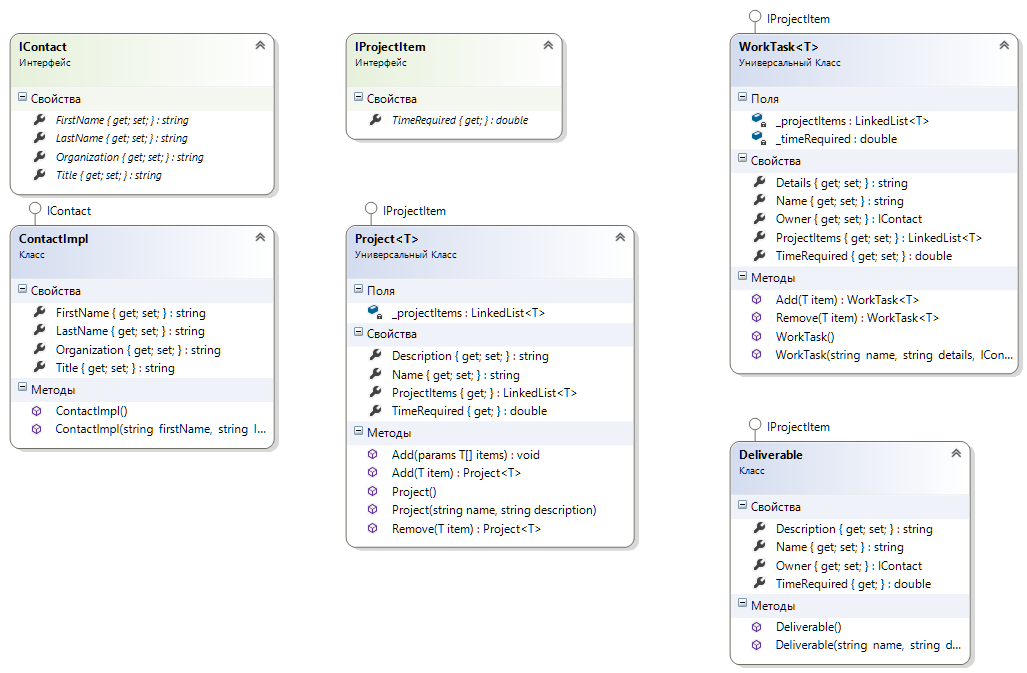 IContact
Интерфейс
Свойства
FirstName { get; set; } : string
LastName { get; set; } : string
Organization { get; set; } : string
Title { get; set; } : string
IContact
ContactImpl
Класс
Свойства
FirstName { get; set; } : string
LastName { get; set; } : string
Organization { get; set; } : string
Title { get; set; } : string
Методы
ContactImpl()
ContactImpl(string firstName, string l...
IProjectItem
Интерфейс
Свойства
TimeRequired { get; } : double
IProjectItem
Project<T>
Универсальный Класс
Поля
_projectItems : LinkedList<T>
Свойства
Description { get; set; } : string
Name { get; set; } : string
ProjectItems { get; } : LinkedList<T>
TimeRequired { get; } : double
Методы
Add(params T[] items) : void
Add(T item) : Project<T>
Project()
Project(string name, string description)
Remove(T item) : Project<T>
IProjectItem
WorkTask<T>
Универсальный Класс
Поля
_projectItems : LinkedList<T>
_timeRequired : double
Свойства
Details { get; set; } : string
Name { get; set; } : string
Owner { get; set; } : IContact
ProjectItems { get; set; } : LinkedList<T>
TimeRequired { get; set; } : double
Методы
Add(T item) : WorkTask<T>
Remove(T item) : WorkTask<T>
WorkTask()
WorkTask(string name, string details, ICon...
IProjectItem
Deliverable
Класс
Свойства
Description { get; set; } : string
Name { get; set; } : string
Owner { get; set; } : IContact
TimeRequired { get; } : double
Методы
Deliverable()
Deliverable(string name, string d...